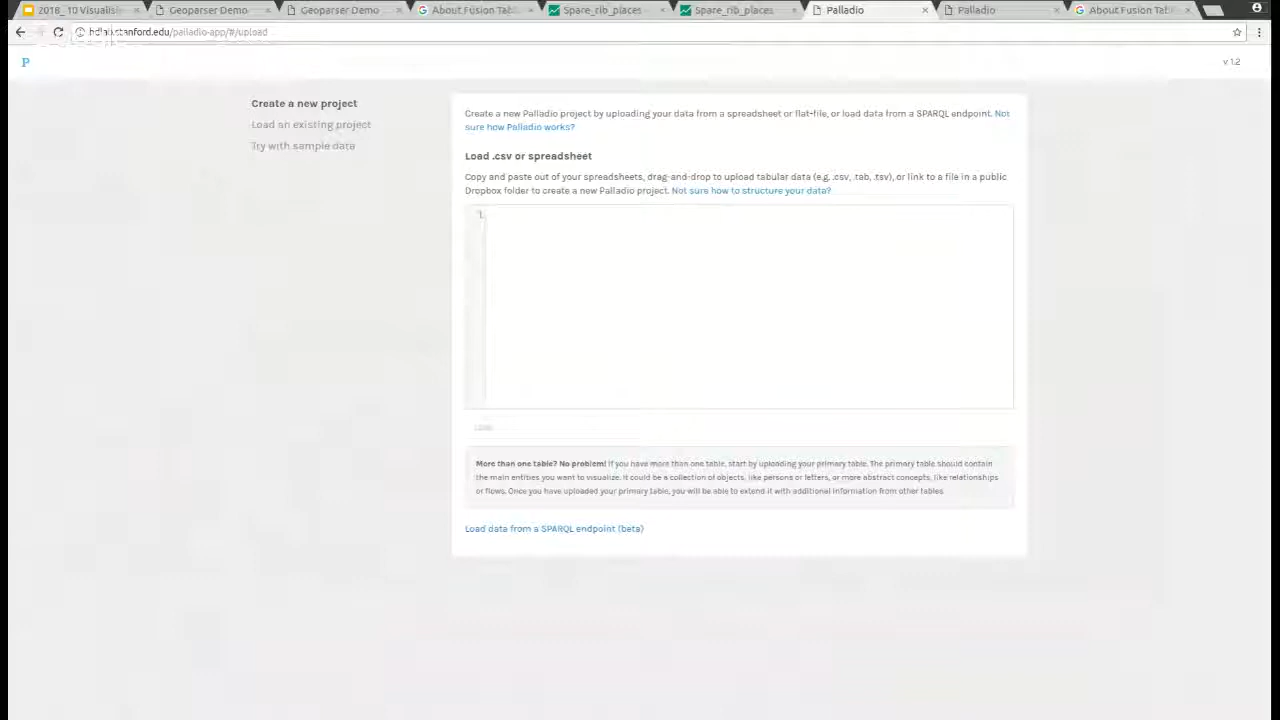 2018_ 10 Visualisi
Geoparser Demo
Geoparser Demo
About Fusion Tab
Spare_rib_places
Spare_rib_places
Palladio
Palladio
About Fusion Tab
hdlab.stanford.edu/palladio-app/#/upload
P
v 1.2
Create a new project
Load an existing project
Try with sample data
Create a new Palladio project by uploading your data from a spreadsheet or flat-file, or load data from a SPARQL endpoint. Not
sure how Palladio works?
Load .csv or spreadsheet
Copy and paste out of your spreadsheets, drag-and-drop to upload tabular data (e.g. .csv, .tab, .tsv), or link to a file in a public
Dropbox folder to create a new Palladio project. Not sure how to structure your data?
1
Load
More than one table? No problem! If you have more than one table, start by uploading your primary table. The primary table should contain
the main entities you want to visualize. It could be a collection of objects, like persons or letters, or more abstract concepts, like relationships
or flows. Once you have uploaded your primary table, you will be able to extend it with additional information from other tables.
Load data from a SPARQL endpoint (beta)